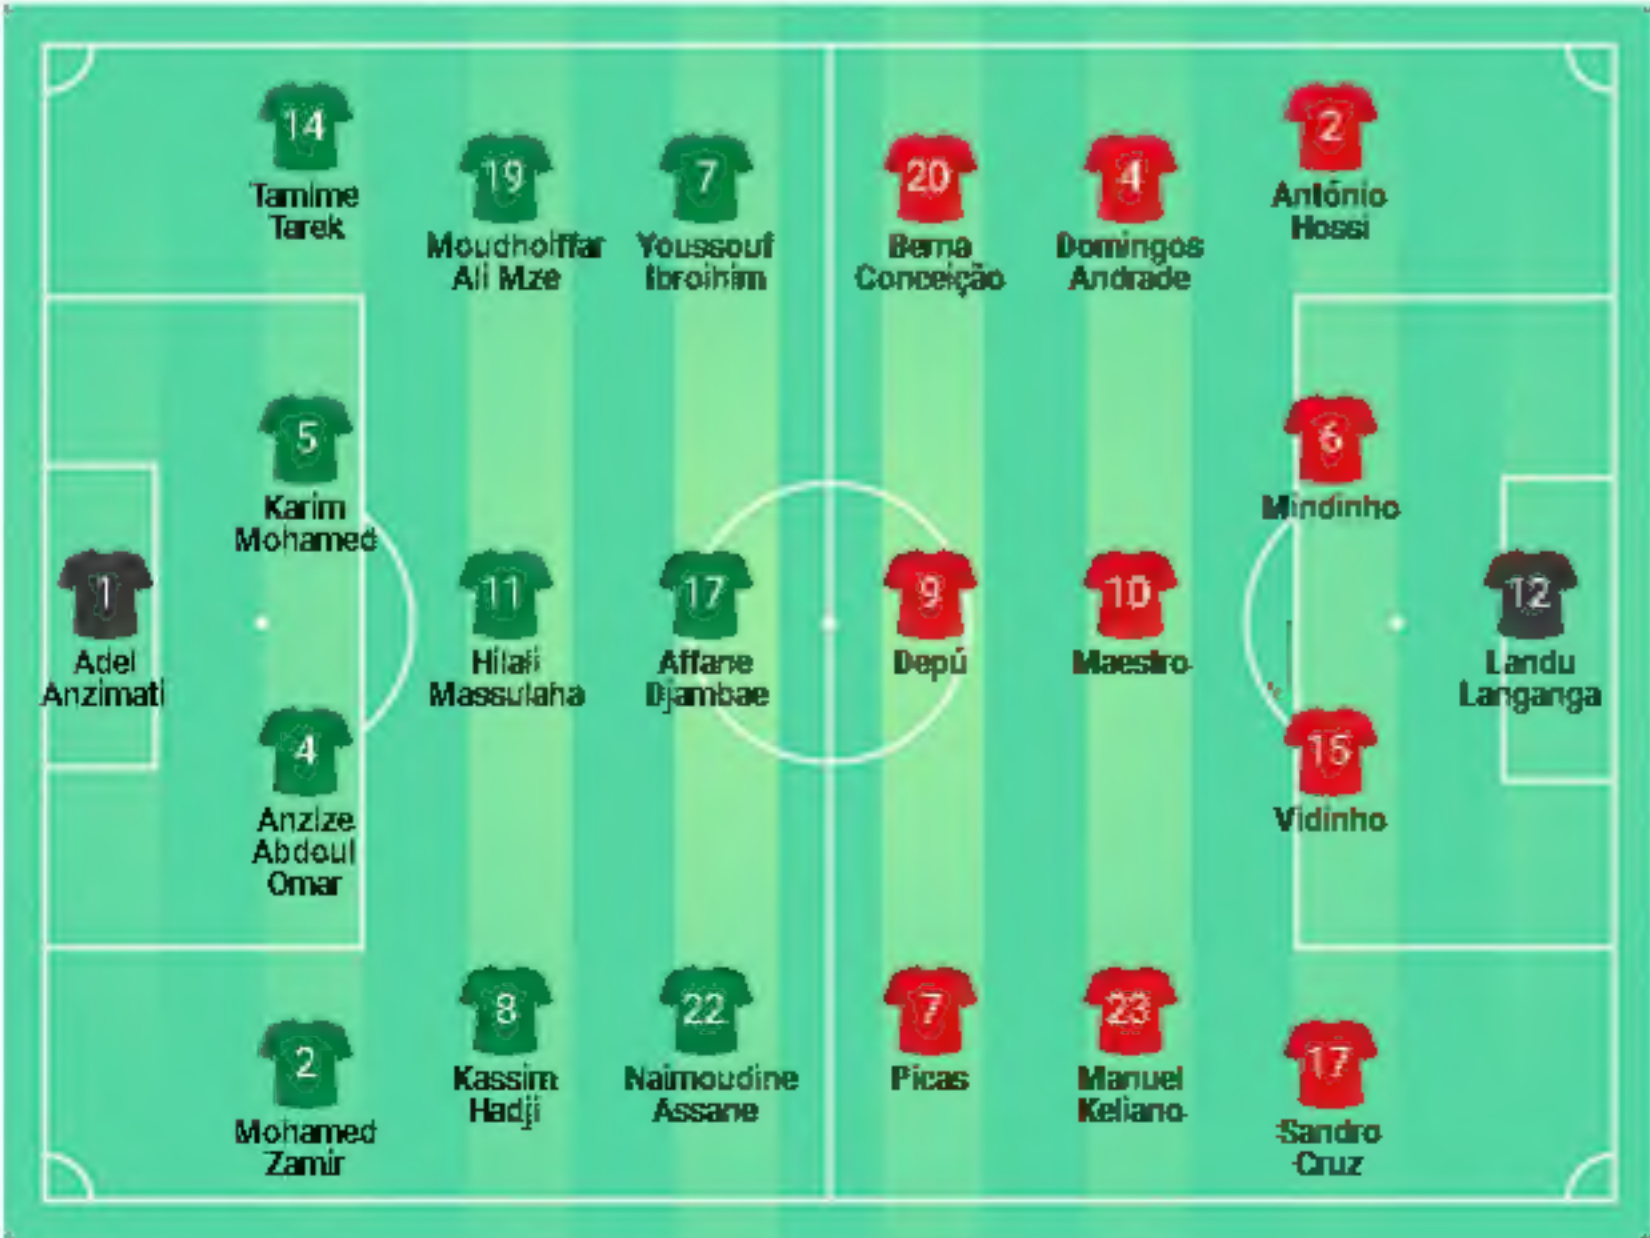 14
Tamime
Tarek
19
Moudhoiffar
Ali Mze
7
Youssouf
Ibroihim
20
Berna
Conceição
4
Domingos
Andrade
2
António
Hossi
5
Karim
Mohamed
6
Mindinho
1
Adel
Anzimati
11
Hilali
Massulaha
17
Affane
Djambae
9
Depú
10
Maestro
12
Landu
Langanga
4
Anzize
Abdoul
Omar
15
Vidinho
8
Kassim
Hadji
22
Naimoudine
Assane
7
Picas
23
Manuel
Keliano
2
Mohamed
Zamir
17
Sandro
Cruz